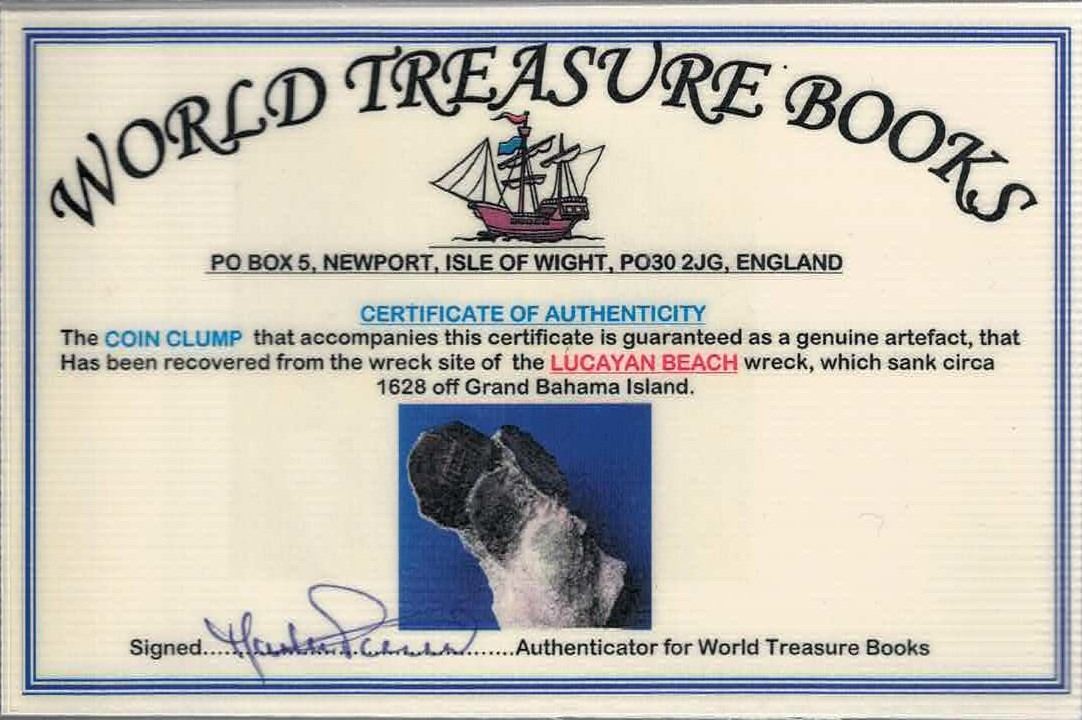 WORLD TREASURE BOOKS
PO BOX 5, NEWPORT, ISLE OF WIGHT, PO30 2JG, ENGLAND
CERTIFICATE OF AUTHENTICITY
The COIN CLUMP that accompanies this certificate is guaranteed as a genuine artefact, that
Has been recovered from the wreck site of the LUCAYAN BEACH wreck, which sank circa
1628 off Grand Bahama Island.
Signed....................Authenticator for World Treasure Books